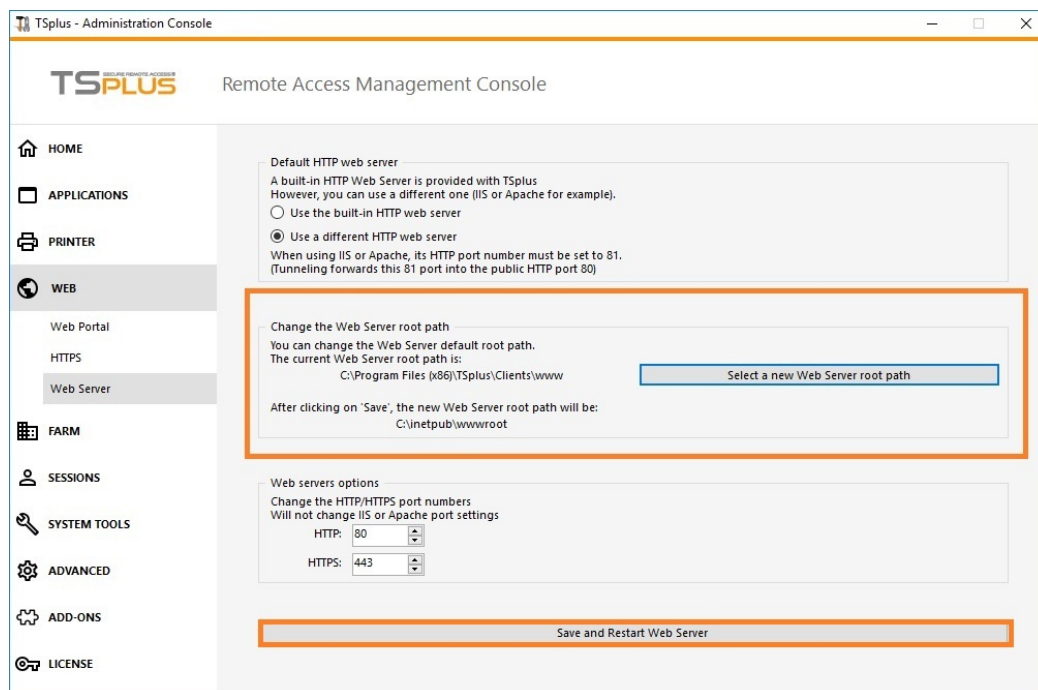 TSplus - Administration Console
TSPLUS
SECURE REMOTE ACCESS®
Remote Access Management Console
HOME
APPLICATIONS
PRINTER
WEB
Web Portal
HTTPS
Web Server
FARM
SESSIONS
SYSTEM TOOLS
ADVANCED
ADD-ONS
LICENSE
Default HTTP web server
A built-in HTTP Web Server is provided with TSplus
However, you can use a different one (IIS or Apache for example).
Use the built-in HTTP web server
Use a different HTTP web server
When using IIS or Apache, its HTTP port number must be set to 81.
(Tunneling forwards this 81 port into the public HTTP port 80)
Change the Web Server root path
You can change the Web Server default root path.
The current Web Server root path is:
C:\Program Files (x86)\TSplus\Clients\www
Select a new Web Server root path
After clicking on 'Save', the new Web Server root path will be:
C:\inetpub\wwwroot
Web servers options
Change the HTTP/HTTPS port numbers
Will not change IIS or Apache port settings
HTTP: 80
HTTPS: 443
Save and Restart Web Server